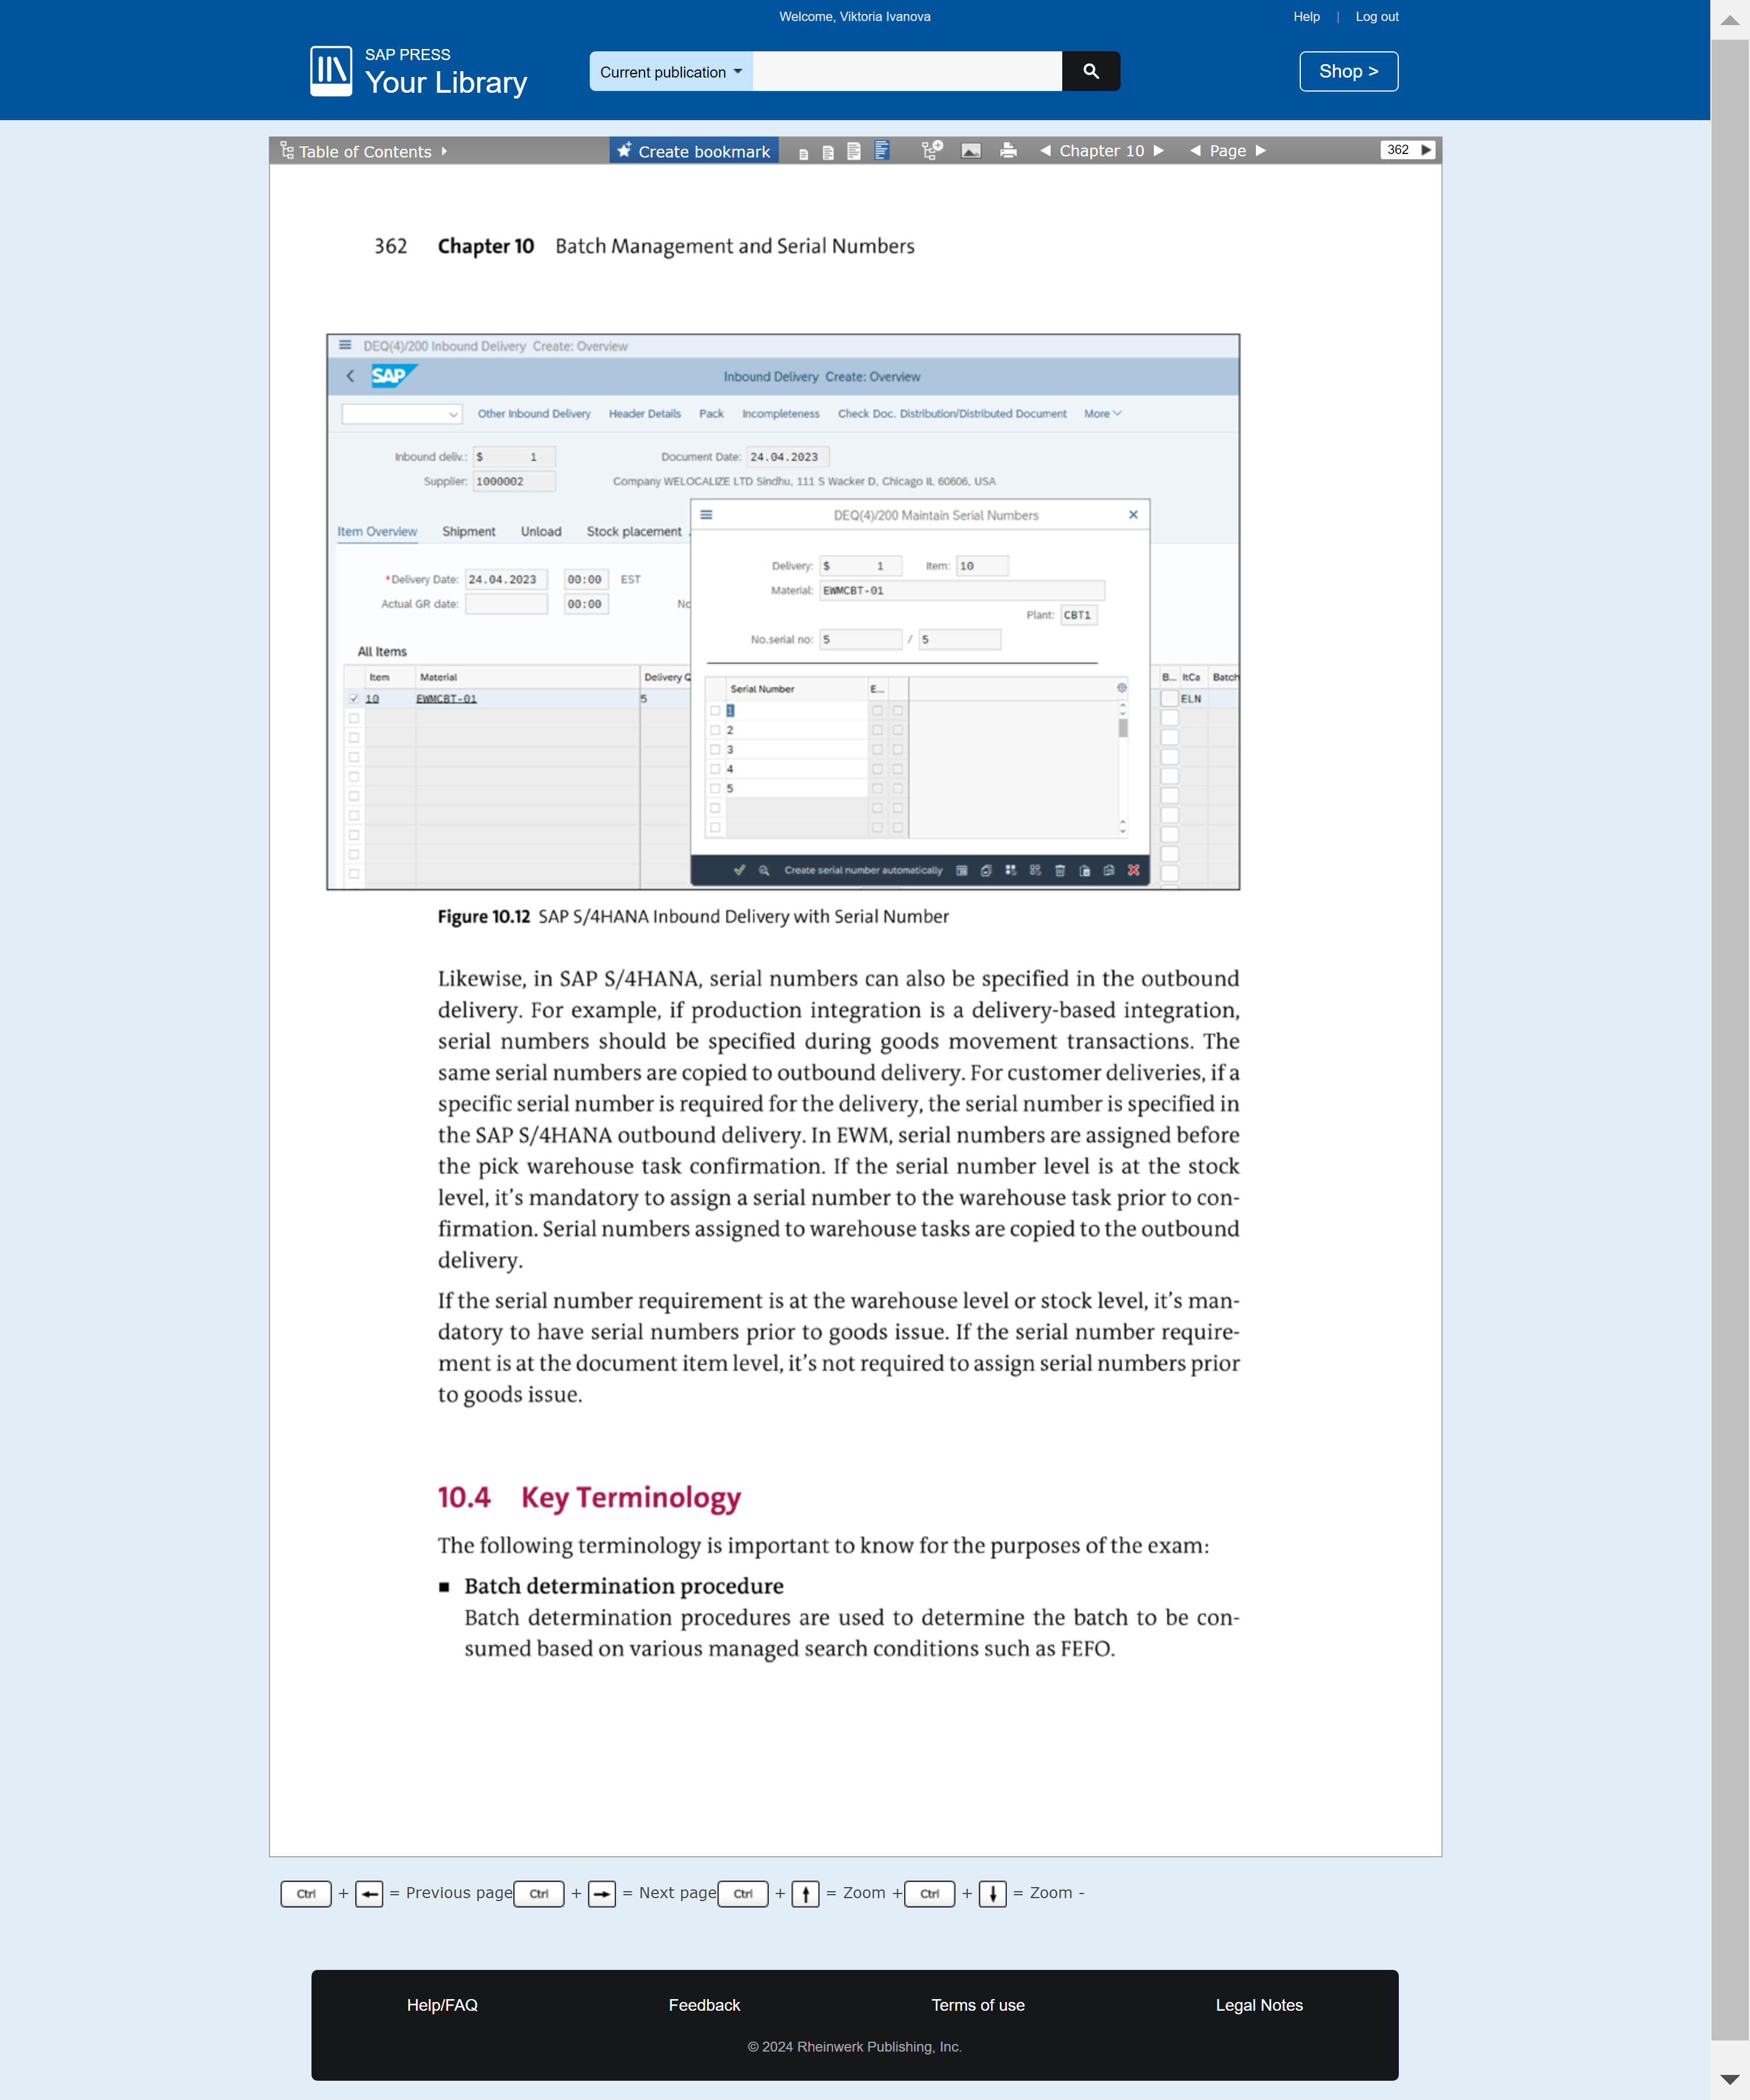 Welcome, Viktoria Ivanova
Help | Log out
SAP PRESS
Your Library
Current publication
Shop >
Table of Contents
Create bookmark
Chapter 10
Page
362
362 Chapter 10 Batch Management and Serial Numbers
DEQ(4)/200 Inbound Delivery Create: Overview
SAP
Inbound Delivery Create: Overview
Other Inbound Delivery Header Details Pack Incompleteness Check Doc. Distribution/Distributed Document More
Inbound deliv.: $ 1 Document Date: 24.04.2023
Supplier: 1000002 Company WELOCALIZE LTD Sindhu, 111 S Wacker D, Chicago IL 60606, USA
Item Overview Shipment Unload Stock placement
*Delivery Date: 24.04.2023 00:00 EST
Actual GR date: 00:00 No
All Items
Item Material Delivery Q B... ItCa Batch
10 EWMCBT-01 5 ELN
DEQ(4)/200 Maintain Serial Numbers
Delivery: $ 1 Item: 10
Material: EWMCBT-01
Plant: CBT1
No.serial no: 5 / 5
Serial Number E...
1
2
3
4
5
Create serial number automatically
Figure 10.12 SAP S/4HANA Inbound Delivery with Serial Number
Likewise, in SAP S/4HANA, serial numbers can also be specified in the outbound
delivery. For example, if production integration is a delivery-based integration,
serial numbers should be specified during goods movement transactions. The
same serial numbers are copied to outbound delivery. For customer deliveries, if a
specific serial number is required for the delivery, the serial number is specified in
the SAP S/4HANA outbound delivery. In EWM, serial numbers are assigned before
the pick warehouse task confirmation. If the serial number level is at the stock
level, it's mandatory to assign a serial number to the warehouse task prior to con-
firmation. Serial numbers assigned to warehouse tasks are copied to the outbound
delivery.
If the serial number requirement is at the warehouse level or stock level, it's man-
datory to have serial numbers prior to goods issue. If the serial number require-
ment is at the document item level, it's not required to assign serial numbers prior
to goods issue.
10.4 Key Terminology
The following terminology is important to know for the purposes of the exam:
■ Batch determination procedure
Batch determination procedures are used to determine the batch to be con-
sumed based on various managed search conditions such as FEFO.
Ctrl + ← = Previous page Ctrl + → = Next page Ctrl + ↑ = Zoom + Ctrl + ↓ = Zoom -
Help/FAQ Feedback Terms of use Legal Notes
© 2024 Rheinwerk Publishing, Inc.